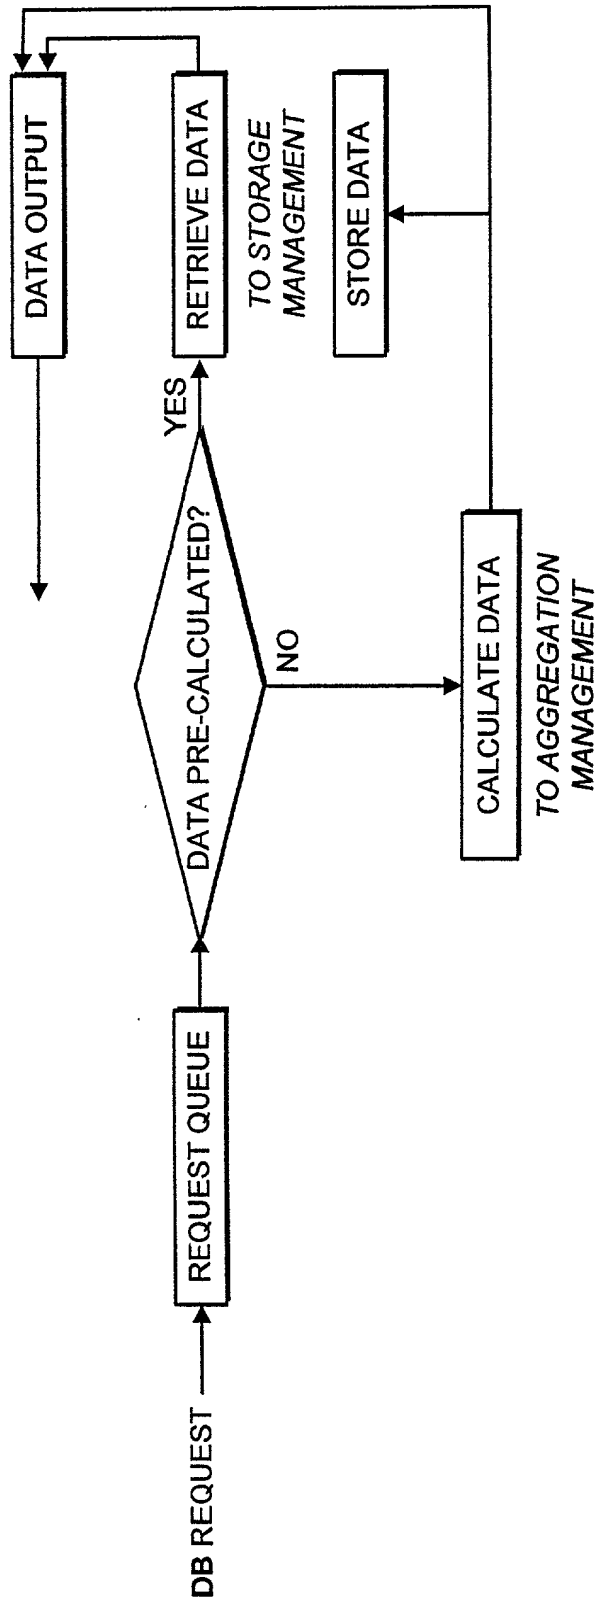 DB REQUEST
REQUEST QUEUE
DATA PRE-CALCULATED?
YES
NO
DATA OUTPUT
RETRIEVE DATA
TO STORAGE
MANAGEMENT
STORE DATA
CALCULATE DATA
TO AGGREGATION
MANAGEMENT